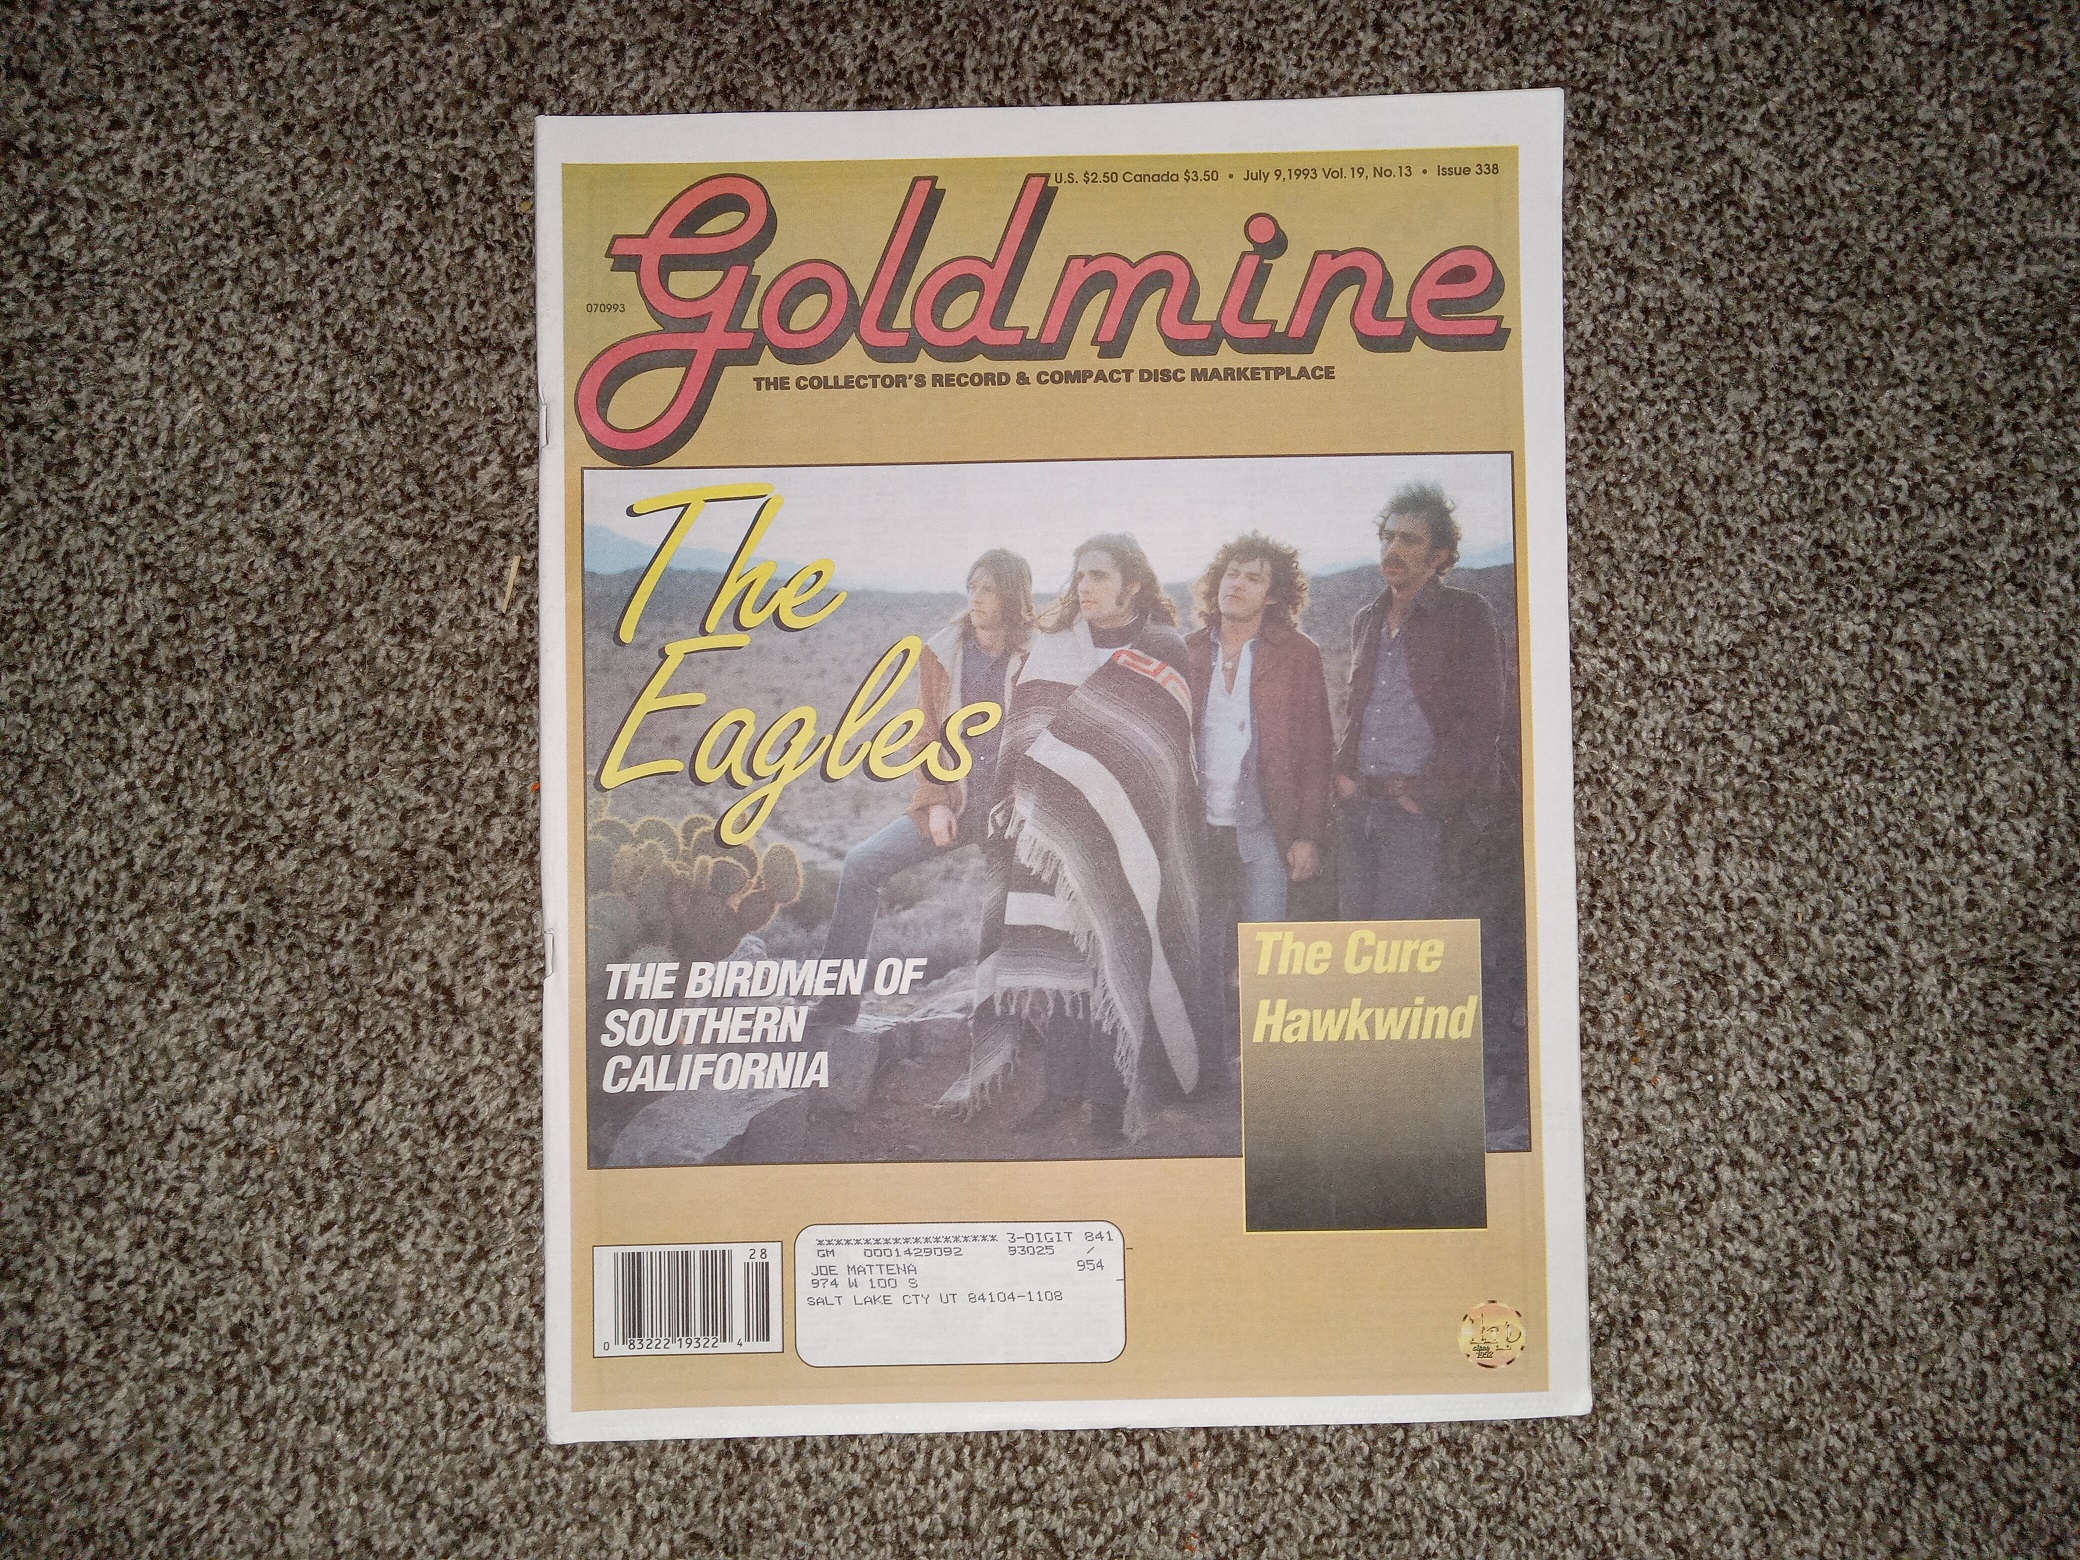 U.S. $2.50 Canada $3.50 • July 9,1993 Vol. 19, No.13 • Issue 338
Goldmine
070993
THE COLLECTOR'S RECORD & COMPACT DISC MARKETPLACE
The
Eagles
THE BIRDMEN OF
SOUTHERN
CALIFORNIA
The Cure
Hawkwind
28
0 83222 19322 4
******************* 3-DIGIT 841
GM 0001429092 93025 /
JOE MATTENA 954
974 W 100 S
SALT LAKE CTY UT 84104-1108